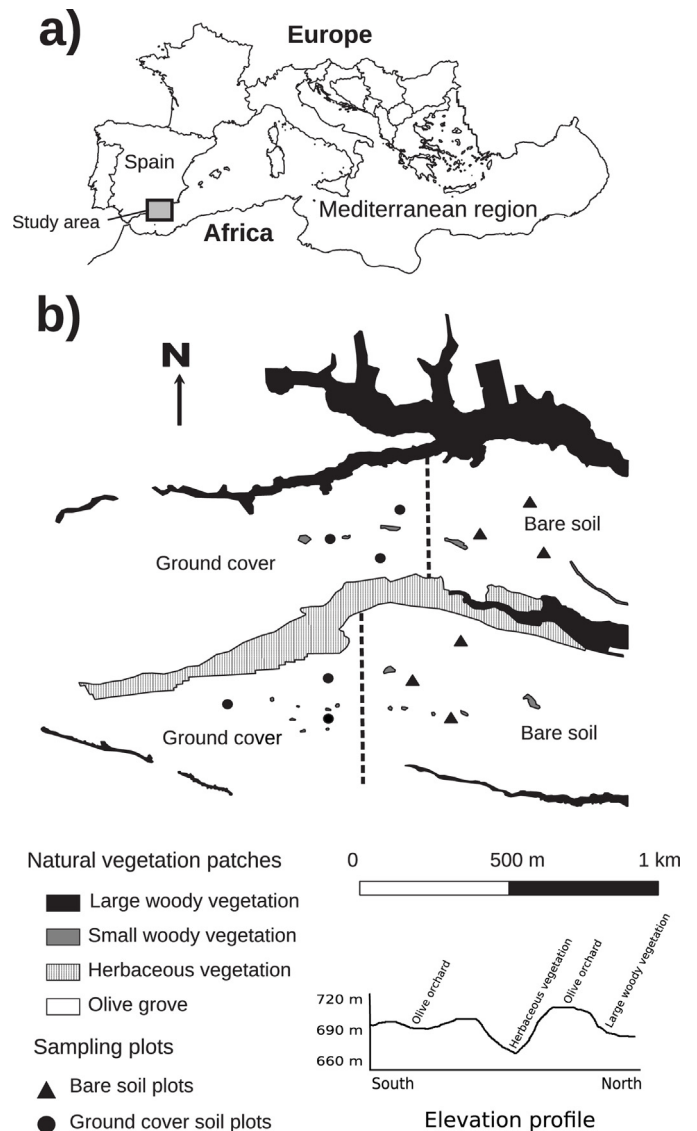 a)
Europe
Spain
Study area
Africa
Mediterranean region
b)
N
Bare soil
Ground cover
Ground cover
Bare soil
Natural vegetation patches
Large woody vegetation
Small woody vegetation
Herbaceous vegetation
Olive grove
Sampling plots
Bare soil plots
Ground cover soil plots
0 500 m 1 km
720 m
690 m
660 m
Olive orchard
Herbaceous vegetation
Olive orchard
Large woody vegetation
South North
Elevation profile